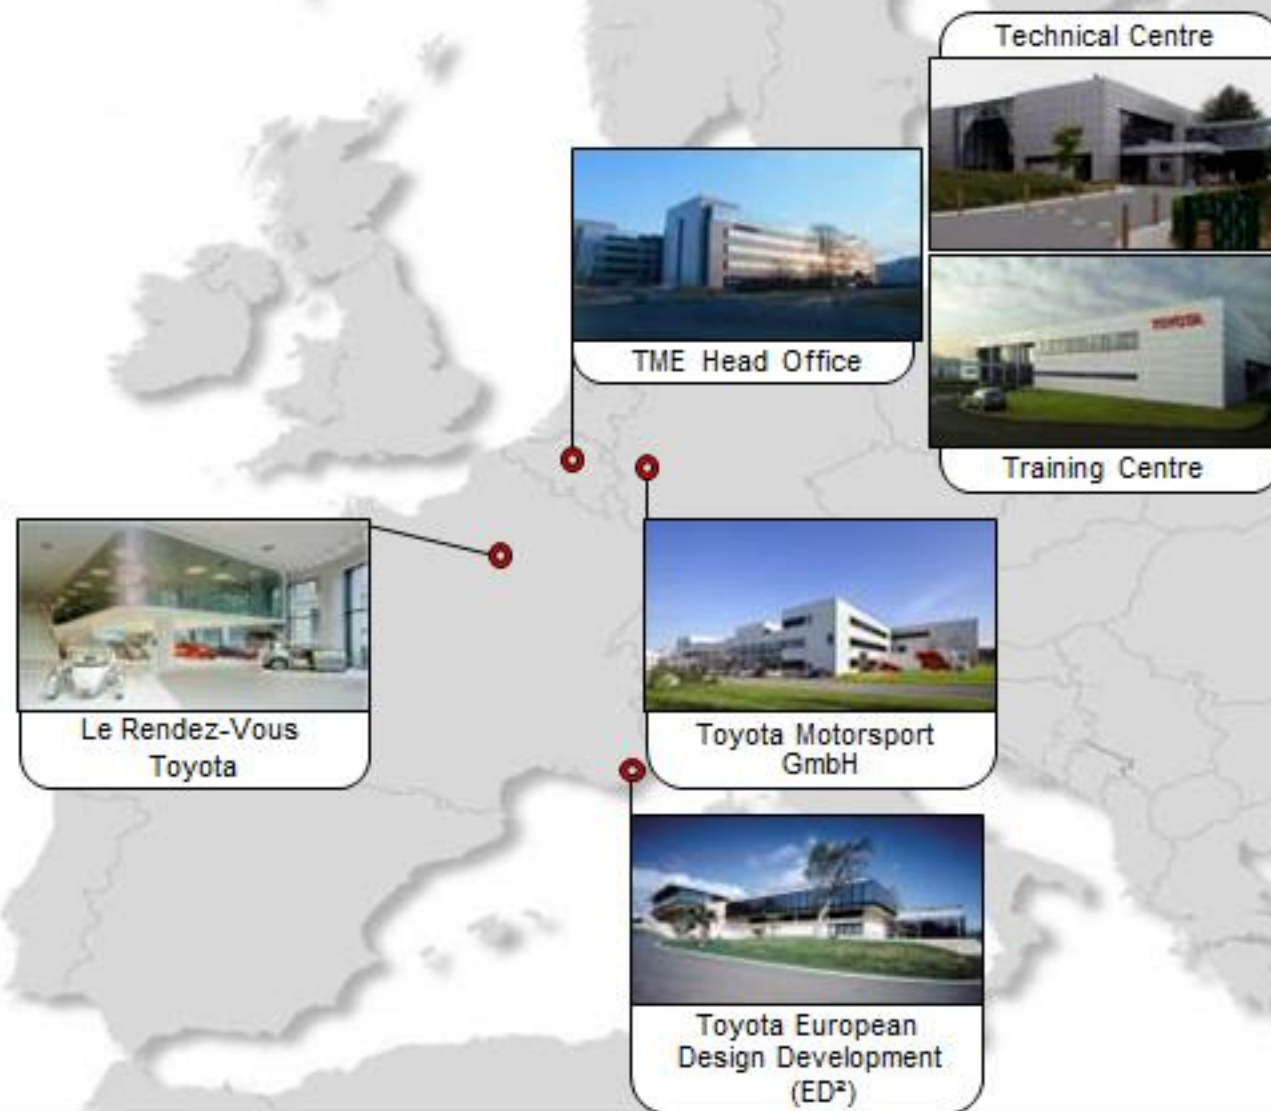 Technical Centre
TOYOTA
TME Head Office
Training Centre
Le Rendez-Vous
Toyota
Toyota Motorsport
GmbH
Toyota European
Design Development
(ED²)